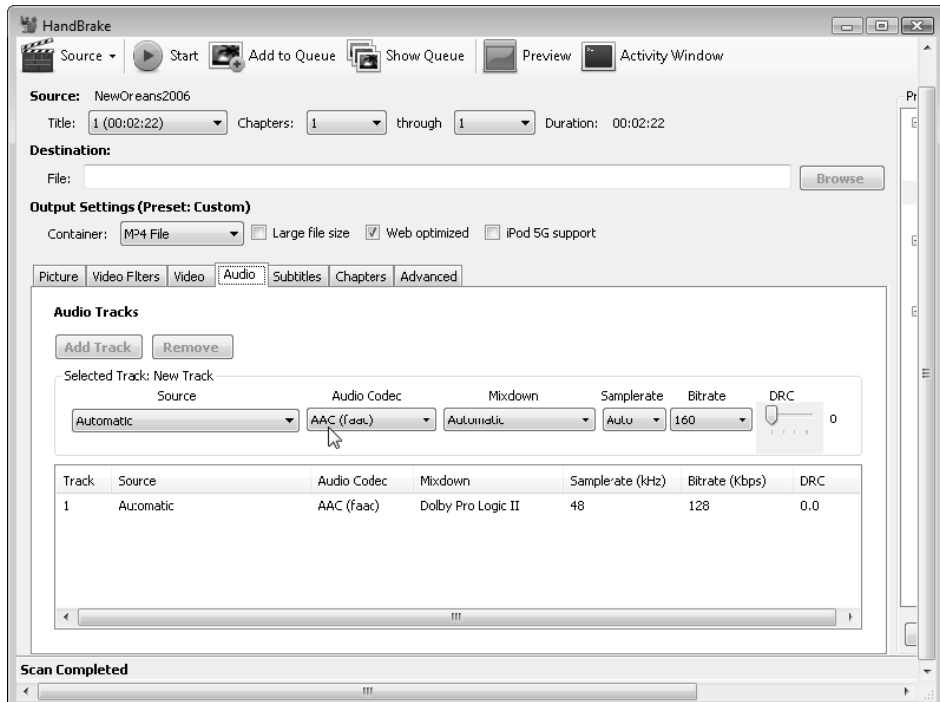 HandBrake
Source Start Add to Queue Show Queue Preview Activity Window
Source: NewOreans2006
Pr
Title: 1 (00:02:22) Chapters: 1 through 1 Duration: 00:02:22
Destination:
File: Browse
Output Settings (Preset: Custom)
Container: MP4 File Large file size Web optimized iPod 5G support
Picture Video Filters Video Audio Subtitles Chapters Advanced
Audio Tracks
Add Track Remove
Selected Track: New Track
Source Audio Codec Mixdown Samplerate Bitrate DRC
Automatic AAC (faac) Automatic Auto 160 0
Track Source Audio Codec Mixdown Samplerate (kHz) Bitrate (Kbps) DRC
1 Automatic AAC (faac) Dolby Pro Logic II 48 128 0.0
Scan Completed